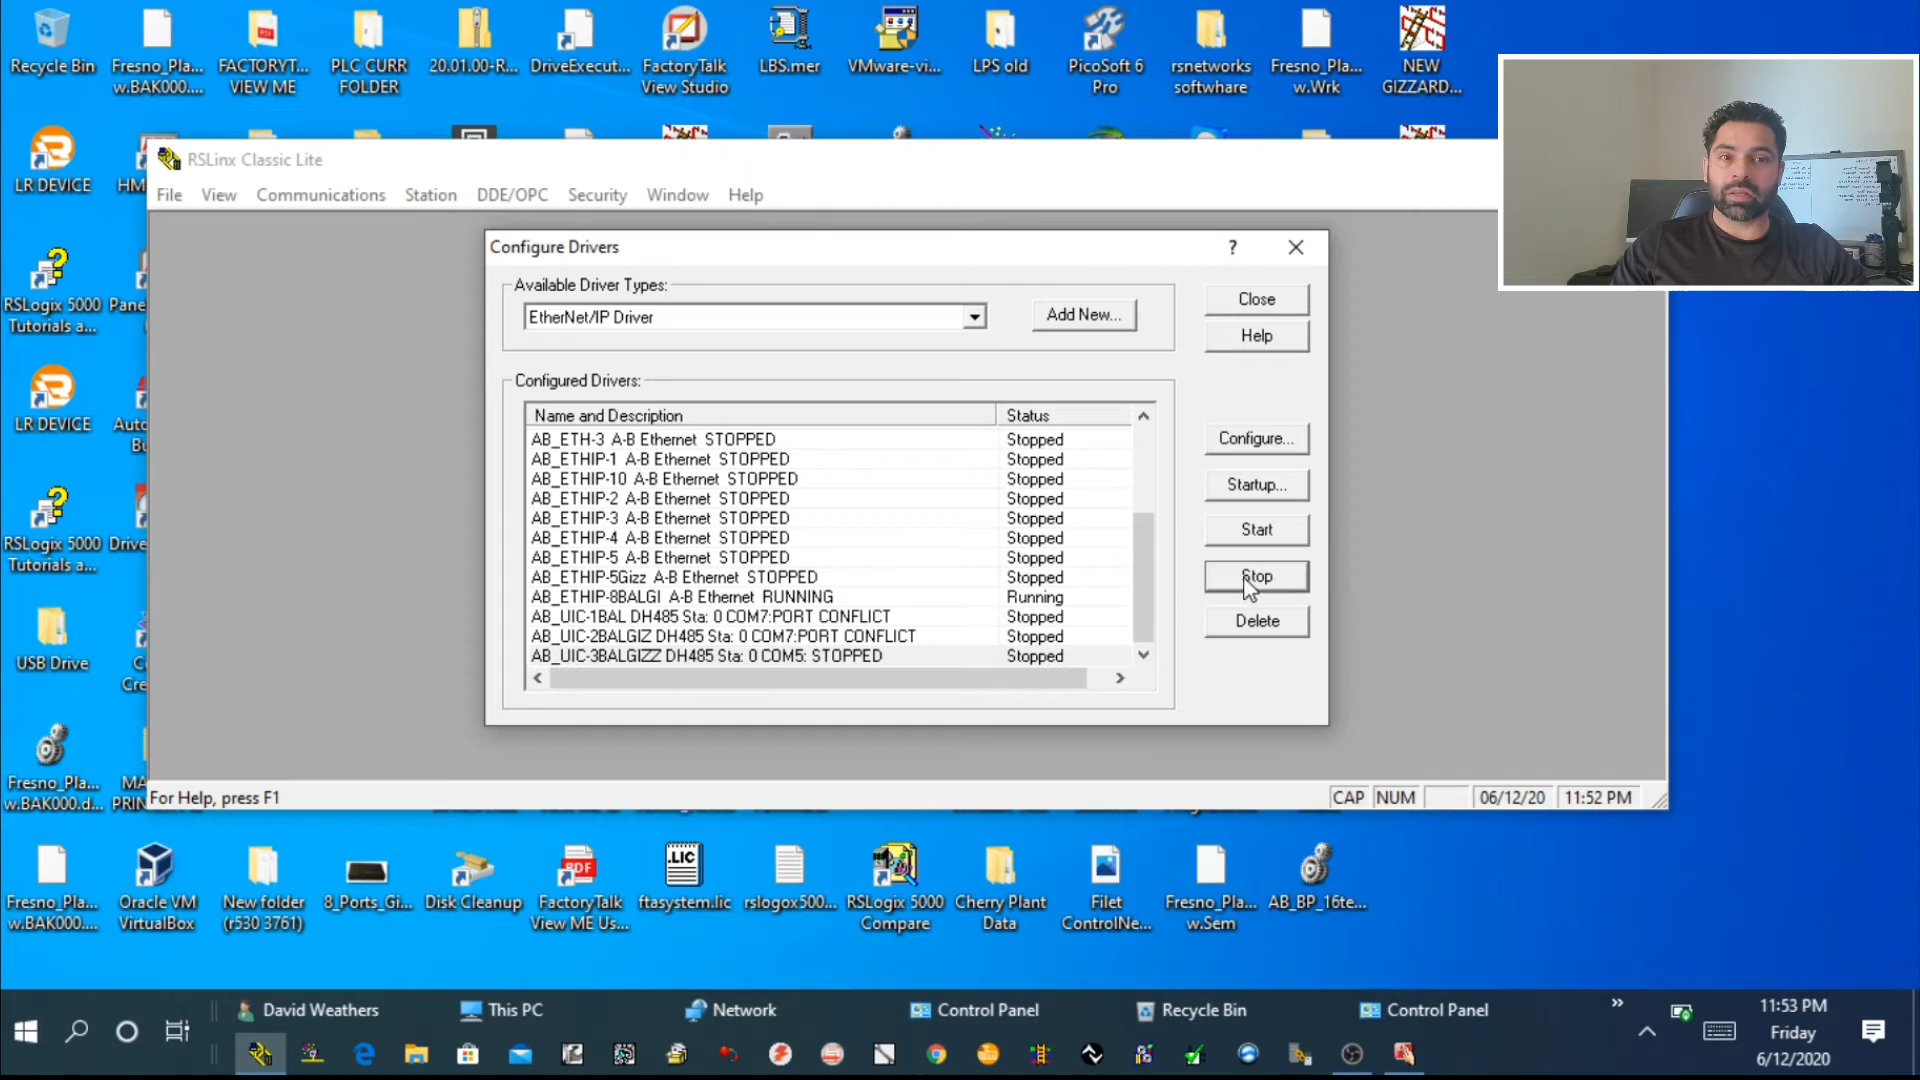 Recycle Bin
Fresno_Pla...
w.BAK000....
FACTORYT...
VIEW ME
PLC CURR
FOLDER
20.01.00-R...
DriveExecut...
FactoryTalk
View Studio
LBS.mer
VMware-vi...
LPS old
PicoSoft 6
Pro
rsnetworks
softwhare
Fresno_Pla...
w.Wrk
NEW
GIZZARD...
LR DEVICE
HM
RSLinx Classic Lite
File View Communications Station DDE/OPC Security Window Help
Configure Drivers
?
Available Driver Types:
EtherNet/IP Driver
Add New...
Close
Help
Configured Drivers:
Name and Description Status
AB_ETH-3 A-B Ethernet STOPPED Stopped
AB_ETHIP-1 A-B Ethernet STOPPED Stopped
AB_ETHIP-10 A-B Ethernet STOPPED Stopped
AB_ETHIP-2 A-B Ethernet STOPPED Stopped
AB_ETHIP-3 A-B Ethernet STOPPED Stopped
AB_ETHIP-4 A-B Ethernet STOPPED Stopped
AB_ETHIP-5 A-B Ethernet STOPPED Stopped
AB_ETHIP-5Gizz A-B Ethernet STOPPED Stopped
AB_ETHIP-8BALGI A-B Ethernet RUNNING Running
AB_UIC-1BAL DH485 Sta: 0 COM7:PORT CONFLICT Stopped
AB_UIC-2BALGIZ DH485 Sta: 0 COM7:PORT CONFLICT Stopped
AB_UIC-3BALGIZZ DH485 Sta: 0 COM5: STOPPED Stopped
Configure...
Startup...
Start
Stop
Delete
RSLogix 5000
Tutorials a...
Pane
LR DEVICE
Auto
Bu
RSLogix 5000
Tutorials a...
Drive
USB Drive
Cre
Fresno_Pla...
w.BAK000.d...
MA
PRIN
For Help, press F1
CAP NUM 06/12/20 11:52 PM
Fresno_Pla...
w.BAK000....
Oracle VM
VirtualBox
New folder
(r530 3761)
8_Ports_Gi...
Disk Cleanup
PDF
FactoryTalk
View ME Us...
.LIC
ftasystem.lic
rslogox500...
RSLogix 5000
Compare
Cherry Plant
Data
Filet
ControlNe...
Fresno_Pla...
w.Sem
AB_BP_16te...
David Weathers This PC Network Control Panel Recycle Bin Control Panel
11:53 PM
Friday
6/12/2020